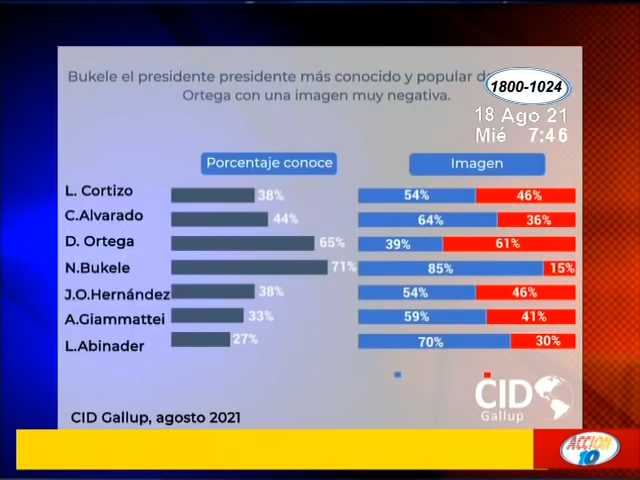 Bukele el presidente presidente más conocido y popular
Ortega con una imagen muy negativa.
1800-1024
18 Ago 21
Mié 7:46
Porcentaje conoce Imagen
L. Cortizo 38% 54% 46%
C.Alvarado 44% 64% 36%
D. Ortega 65% 39% 61%
N.Bukele 71% 85% 15%
J.O.Hernández 38% 54% 46%
A.Giammattei 33% 59% 41%
L.Abinader 27% 70% 30%
CID
Gallup
CID Gallup, agosto 2021
ACCION
10